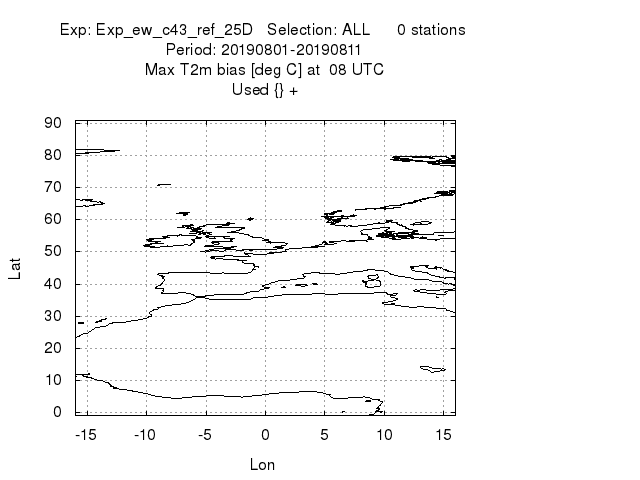 Exp: Exp_ew_c43_ref_25D   Selection: ALL      0 stations
Period: 20190801-20190811
Max T2m bias [deg C] at  08 UTC
Used {} +
90
80
70
60
50
40
30
20
10
0
Lat
-15 -10 -5 0 5 10 15
Lon